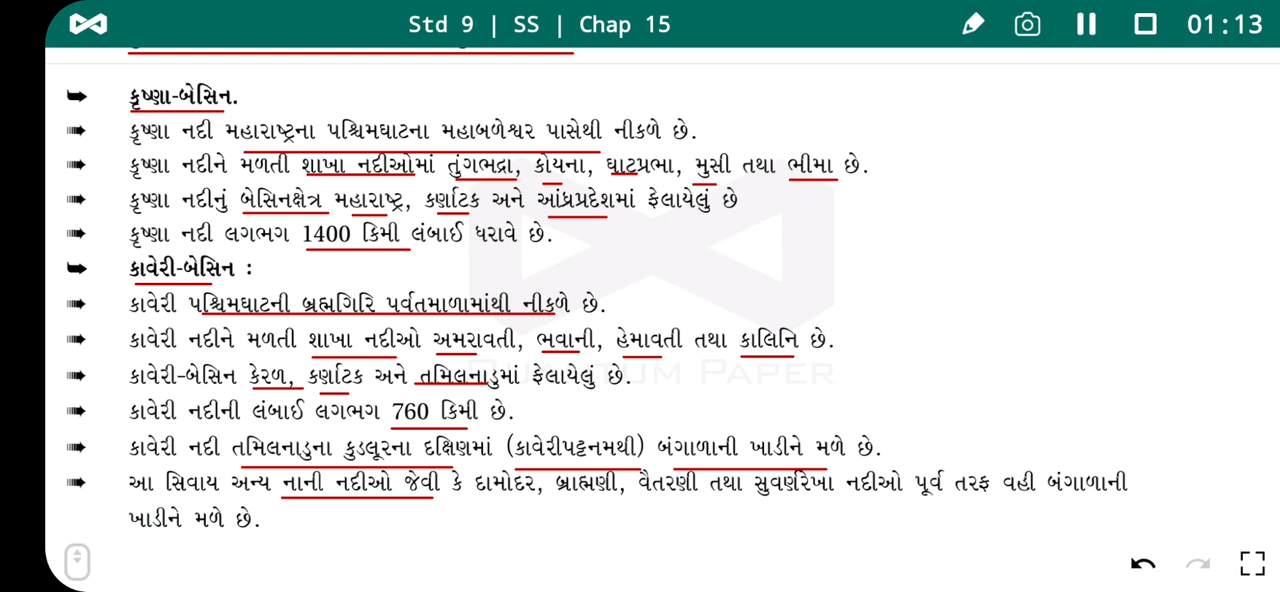 Std 9 | SS | Chap 15
01:13
કૃષ્ણા-બેસિન.
કૃષ્ણા નદી મહારાષ્ટ્રના પશ્ચિમઘાટના મહાબળેશ્વર પાસેથી નીકળે છે.
કૃષ્ણા નદીને મળતી શાખા નદીઓમાં તુંગભદ્રા, કોયના, ઘાટપ્રભા, મુસી તથા ભીમા છે.
કૃષ્ણા નદીનું બેસિનક્ષેત્ર મહારાષ્ટ્ર, કર્ણાટક અને આંધ્રપ્રદેશમાં ફેલાયેલું છે
કૃષ્ણા નદી લગભગ 1400 કિમી લંબાઈ ધરાવે છે.
કાવેરી-બેસિન :
કાવેરી પશ્ચિમઘાટની બ્રહ્મગિરિ પર્વતમાળામાંથી નીકળે છે.
કાવેરી નદીને મળતી શાખા નદીઓ અમરાવતી, ભવાની, હેમાવતી તથા કાલિનિ છે.
કાવેરી-બેસિન કેરળ, કર્ણાટક અને તમિલનાડુમાં ફેલાયેલું છે.
કાવેરી નદીની લંબાઈ લગભગ 760 કિમી છે.
કાવેરી નદી તમિલનાડુના કુડલૂરના દક્ષિણમાં (કાવેરીપટ્ટનમથી) બંગાળાની ખાડીને મળે છે.
આ સિવાય અન્ય નાની નદીઓ જેવી કે દામોદર, બ્રાહ્મણી, વૈતરણી તથા સુવર્ણરેખા નદીઓ પૂર્વ તરફ વહી બંગાળાની
ખાડીને મળે છે.
QUANTUM PAPER